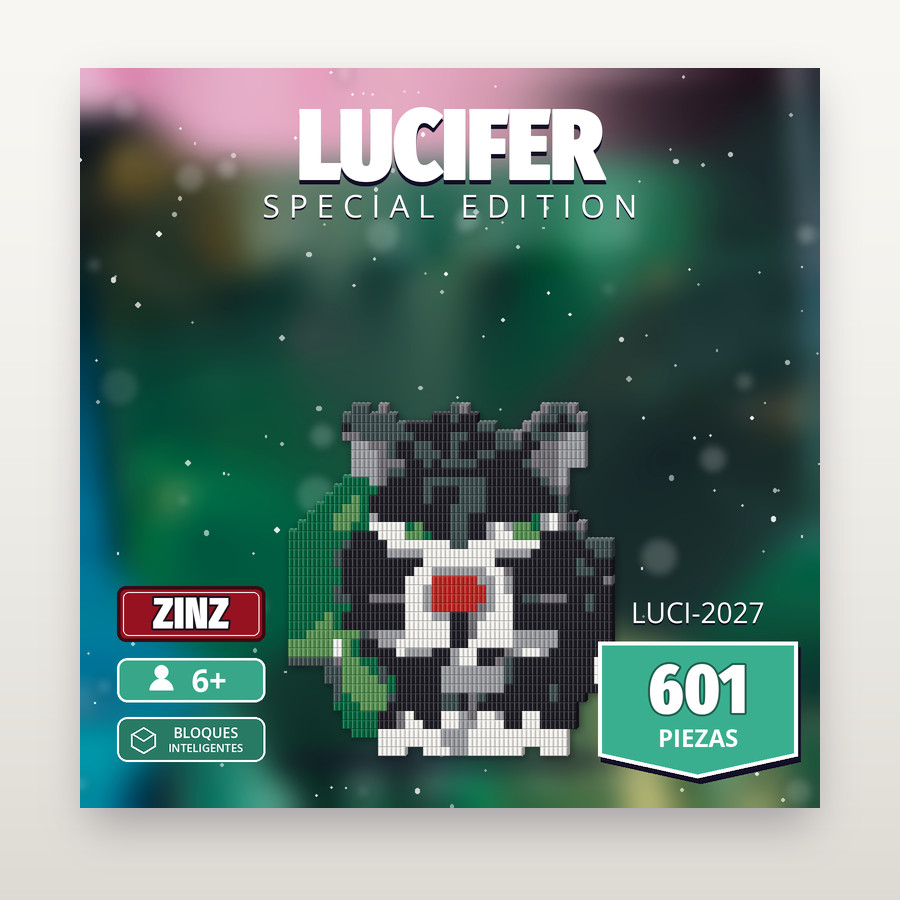 LUCIFER
SPECIAL EDITION
ZINZ
6+
BLOQUES
INTELIGENTES
LUCI-2027
601
PIEZAS